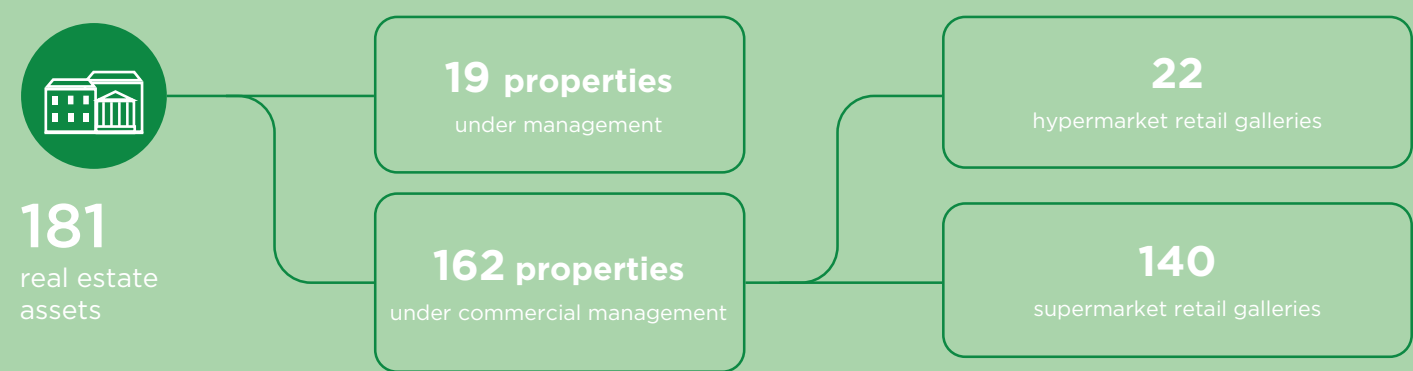 181
real estate
assets
19 properties
under management
162 properties
under commercial management
22
hypermarket retail galleries
140
supermarket retail galleries